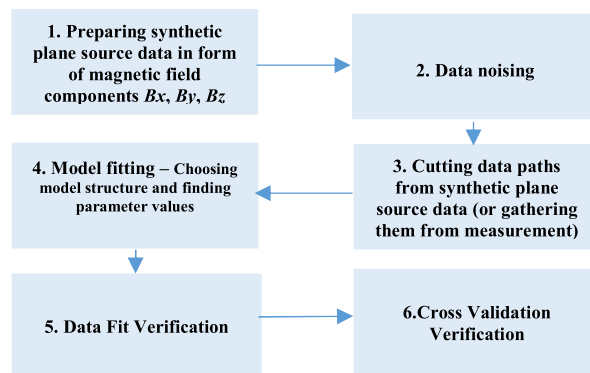 1. Preparing synthetic
plane source data in form
of magnetic field
components Bx, By, Bz
2. Data noising
3. Cutting data paths
from synthetic plane
source data (or gathering
them from measurement)
4. Model fitting – Choosing
model structure and finding
parameter values
5. Data Fit Verification
6.Cross Validation
Verification